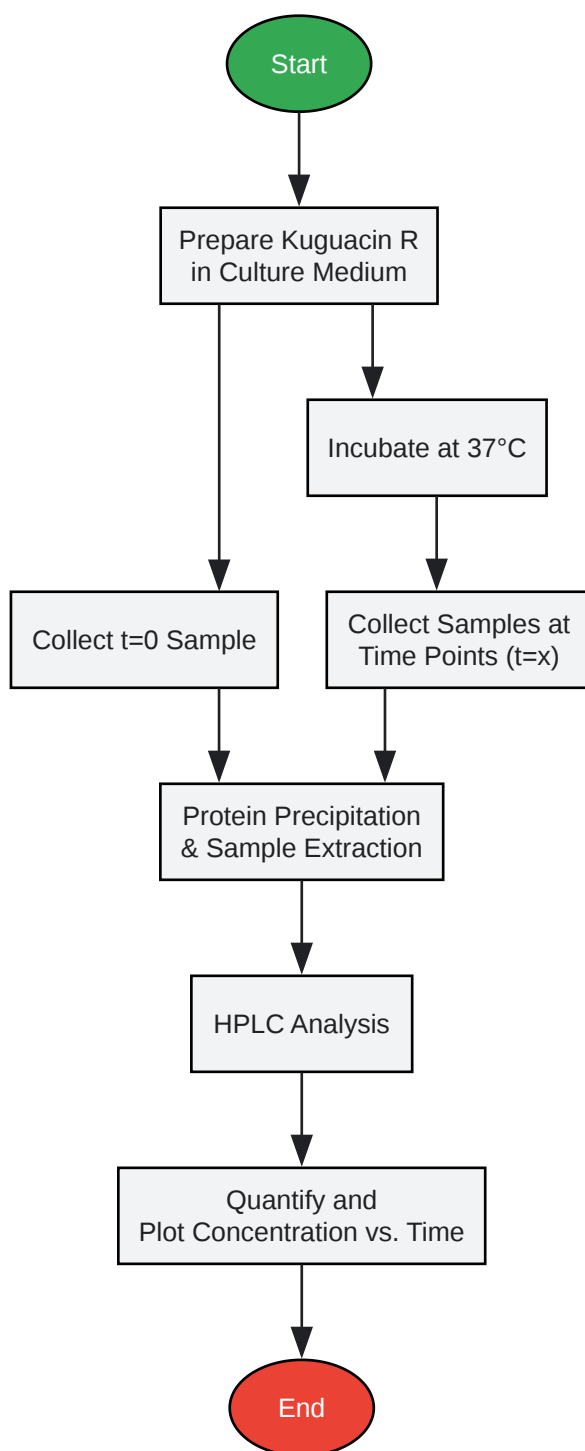 Start
Prepare Kuguacin R
in Culture Medium
Incubate at 37°C
Collect t=0 Sample
Collect Samples at
Time Points (t=x)
Protein Precipitation
& Sample Extraction
HPLC Analysis
Quantify and
Plot Concentration vs. Time
End